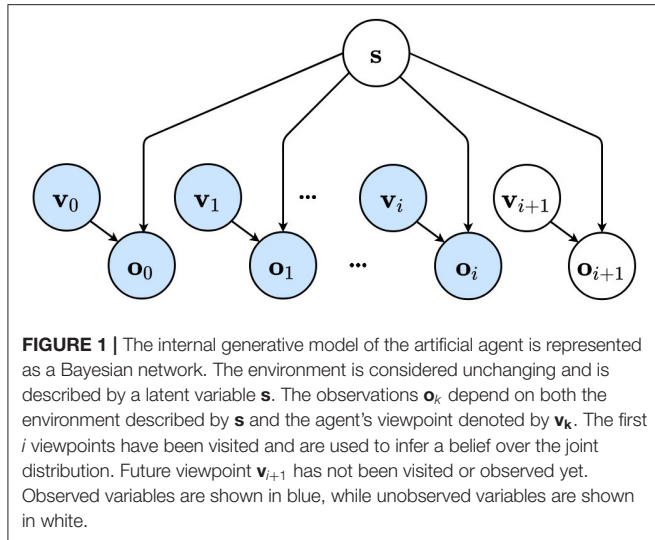 s
v0 v1 ... vi vi+1
o0 o1 ... oi oi+1
FIGURE 1 | The internal generative model of the artificial agent is represented
as a Bayesian network. The environment is considered unchanging and is
described by a latent variable s. The observations ok depend on both the
environment described by s and the agent's viewpoint denoted by vk. The first
i viewpoints have been visited and are used to infer a belief over the joint
distribution. Future viewpoint vi+1 has not been visited or observed yet.
Observed variables are shown in blue, while unobserved variables are shown
in white.